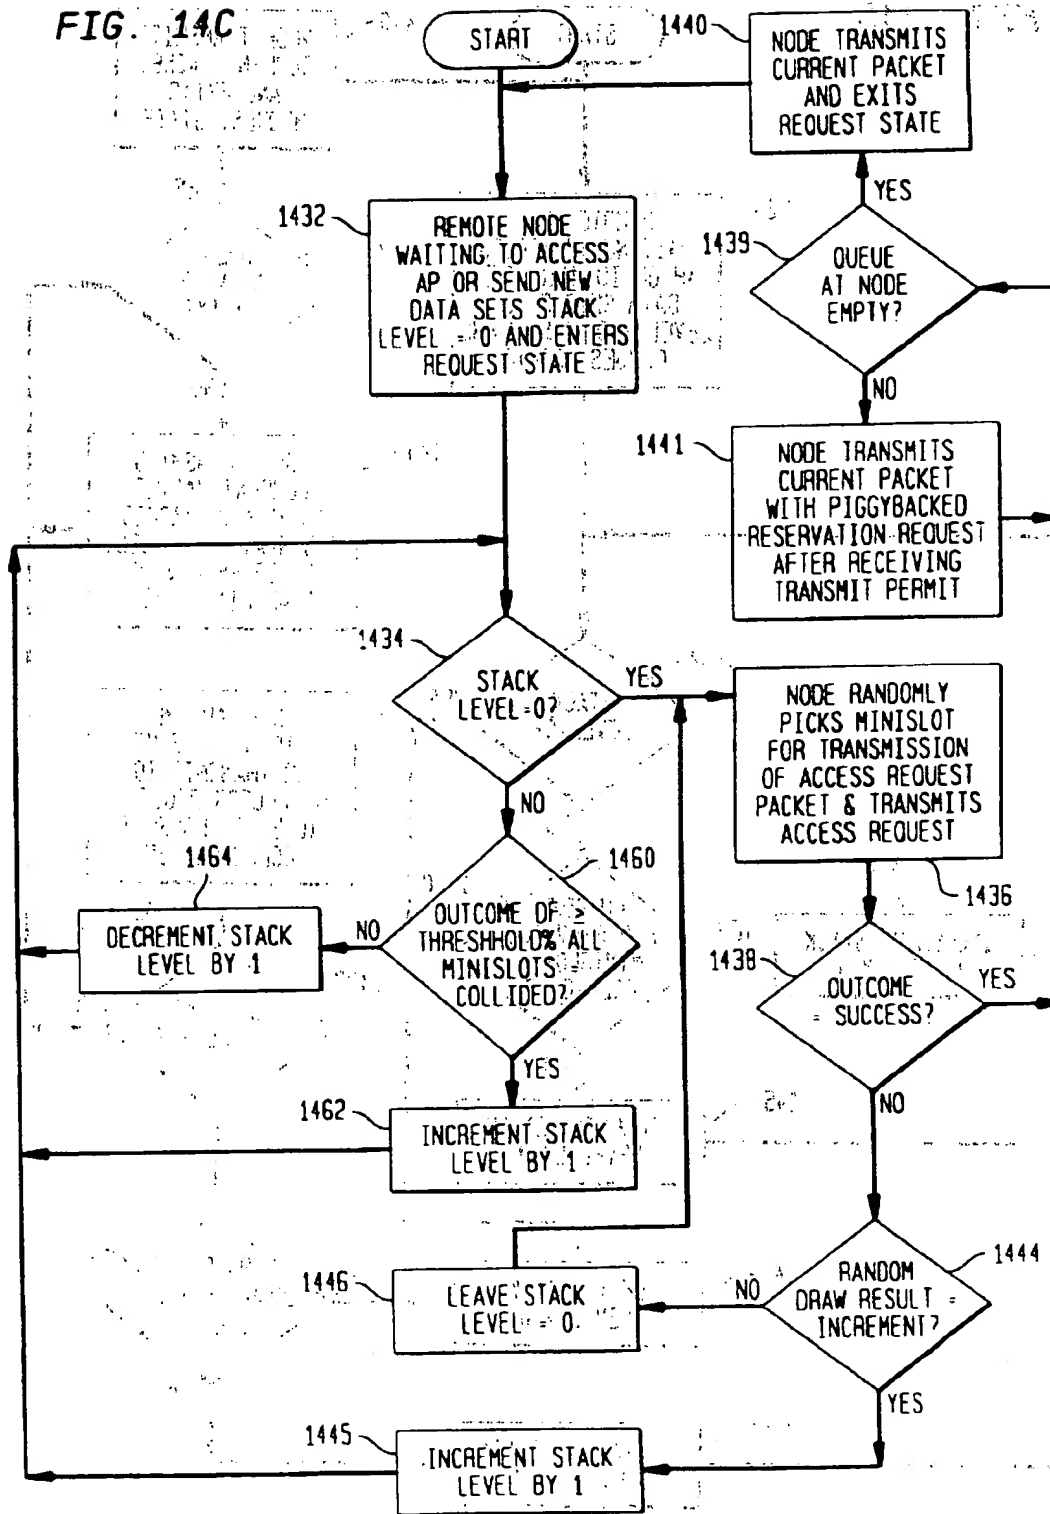 FIG. 14C
START
1440
NODE TRANSMITS
CURRENT PACKET
AND EXITS
REQUEST STATE
YES
1432
REMOTE NODE
WAITING TO ACCESS
AP OR SEND NEW
DATA SETS STACK
LEVEL = 0 AND ENTERS
REQUEST STATE
1439
QUEUE
AT NODE
EMPTY?
NO
1441
NODE TRANSMITS
CURRENT PACKET
WITH PIGGYBACKED
RESERVATION REQUEST
AFTER RECEIVING
TRANSMIT PERMIT
1434
STACK
LEVEL=0?
YES
NO
NODE RANDOMLY
PICKS MINISLOT
FOR TRANSMISSION
OF ACCESS REQUEST
PACKET & TRANSMITS
ACCESS REQUEST
1436
1464
DECREMENT STACK
LEVEL BY 1
NO
1460
OUTCOME OF ≥
THRESHHOLD% ALL
MINISLOTS =
COLLIDED?
YES
1438
OUTCOME
= SUCCESS?
YES
NO
1462
INCREMENT STACK
LEVEL BY 1
1446
LEAVE STACK
LEVEL = 0
NO
1444
RANDOM
DRAW RESULT =
INCREMENT?
YES
1445
INCREMENT STACK
LEVEL BY 1